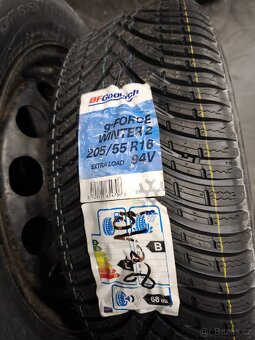 BFGoodrich
g-FORCE
WINTER 2
205/55 R16
EXTRA LOAD 94V
B
68 dB
© Bazos.cz